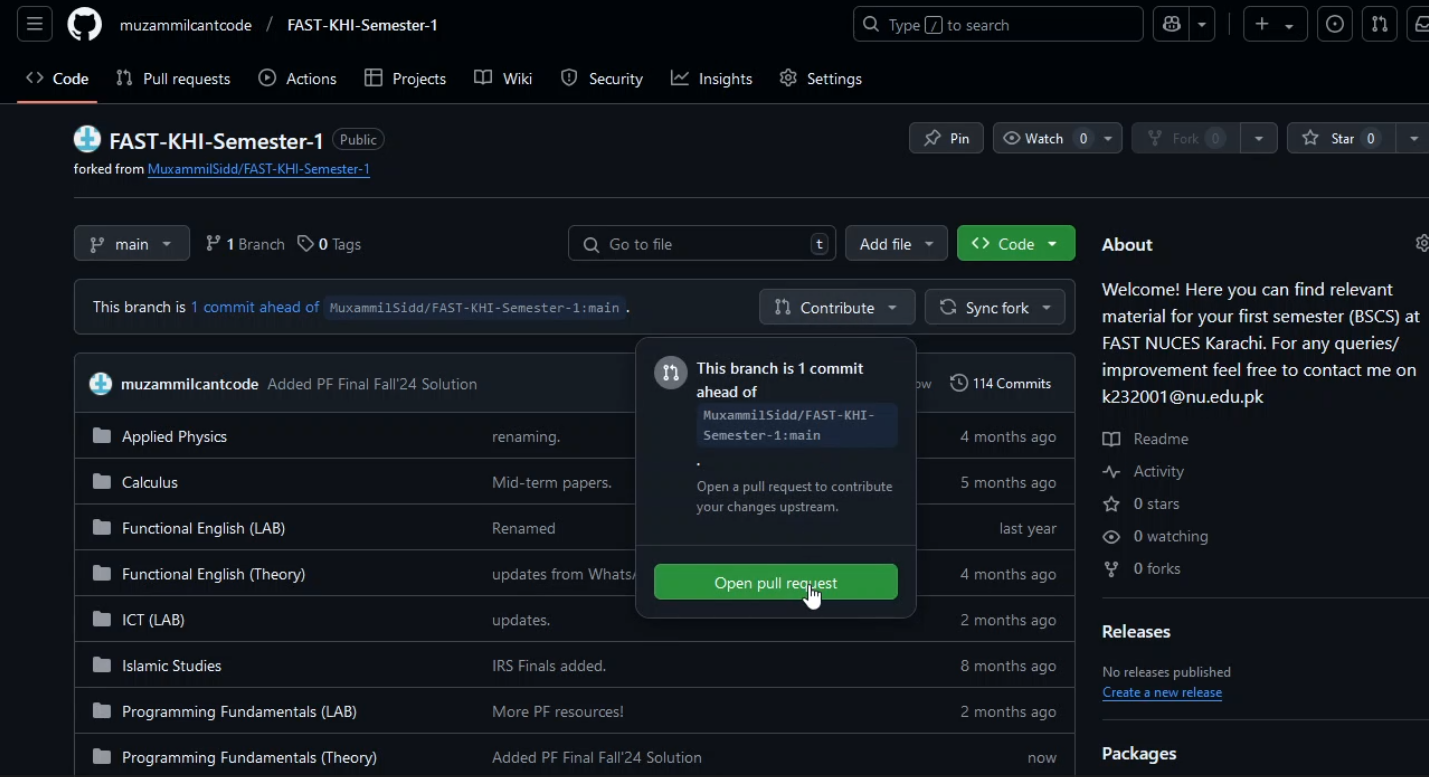 muzammilcantcode / FAST-KHI-Semester-1
Type / to search
Code Pull requests Actions Projects Wiki Security Insights Settings
FAST-KHI-Semester-1 Public
Pin Watch 0 Fork 0 Star 0
forked from MuxammilSidd/FAST-KHI-Semester-1
main 1 Branch 0 Tags Go to file t Add file Code
This branch is 1 commit ahead of MuxammilSidd/FAST-KHI-Semester-1:main .
Contribute Sync fork
This branch is 1 commit
ahead of
MuxammilSidd/FAST-KHI-
Semester-1:main
.
Open a pull request to contribute
your changes upstream.
Open pull request
muzammilcantcode Added PF Final Fall'24 Solution 114 Commits
Applied Physics renaming. 4 months ago
Calculus Mid-term papers. 5 months ago
Functional English (LAB) Renamed last year
Functional English (Theory) updates from 4 months ago
ICT (LAB) updates. 2 months ago
Islamic Studies IRS Finals added. 8 months ago
Programming Fundamentals (LAB) More PF resources! 2 months ago
Programming Fundamentals (Theory) Added PF Final Fall'24 Solution now
About
Welcome! Here you can find relevant
material for your first semester (BSCS) at
FAST NUCES Karachi. For any queries/
improvement feel free to contact me on
k232001@nu.edu.pk
Readme
Activity
0 stars
0 watching
0 forks
Releases
No releases published
Create a new release
Packages